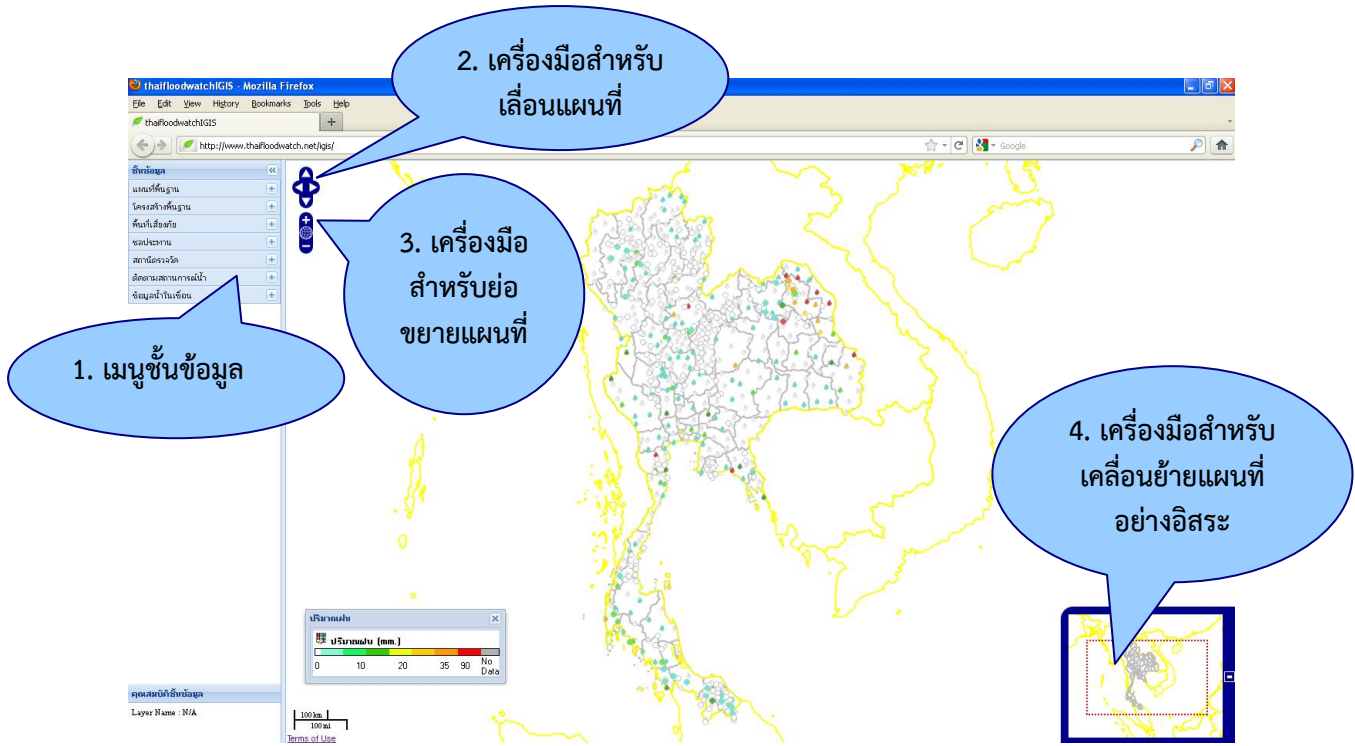 2. เครื่องมือสำหรับ
เลื่อนแผนที่
thaifloodwatchIGIS - Mozilla Firefox
File Edit View History Bookmarks Tools Help
thaifloodwatchIGIS
http://www.thaifloodwatch.net/igis/
Google
ชั้นข้อมูล
แผนที่พื้นฐาน
โครงสร้างพื้นฐาน
พื้นที่เสี่ยงภัย
ชลประทาน
สถานีตรวจวัด
ติดตามสถานการณ์น้ำ
ข้อมูลน้ำในเขื่อน
3. เครื่องมือ
สำหรับย่อ
ขยายแผนที่
1. เมนูชั้นข้อมูล
4. เครื่องมือสำหรับ
เคลื่อนย้ายแผนที่
อย่างอิสระ
ปริมาณฝน
ปริมาณฝน (mm.)
0 10 20 35 90 No Data
คุณสมบัติชั้นข้อมูล
Layer Name : N/A
100 km
100 mi
Terms of Use